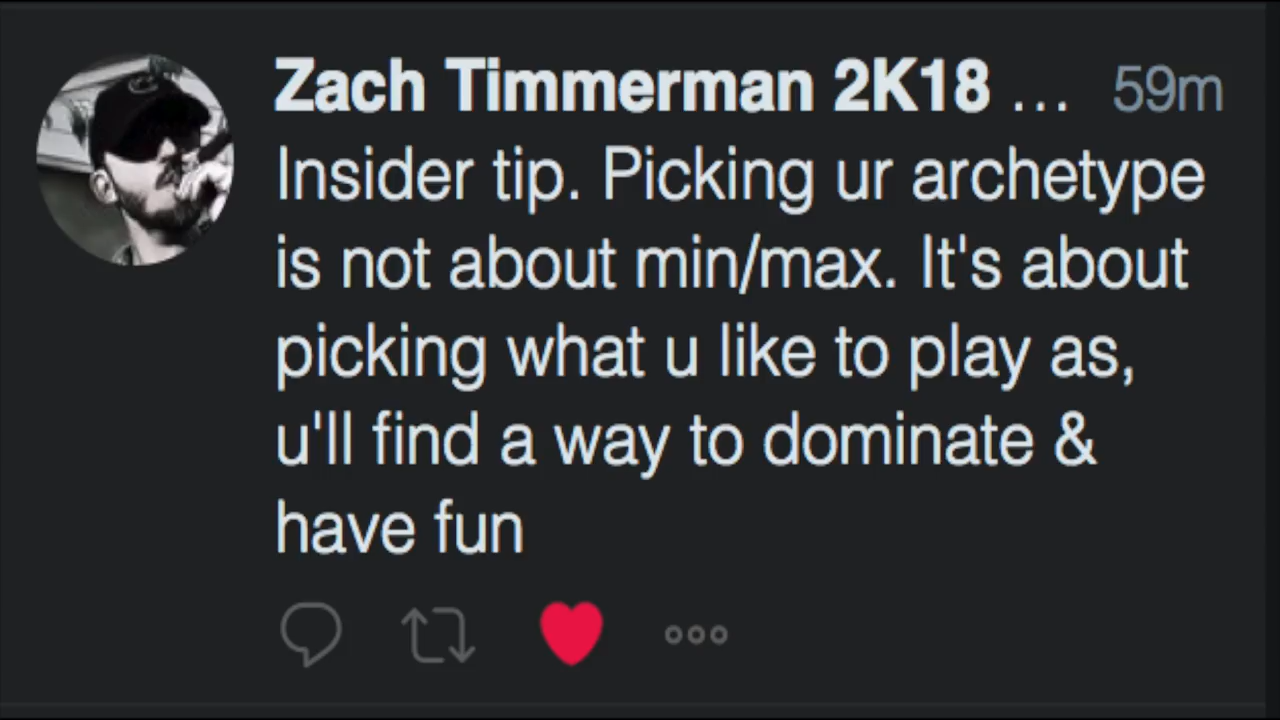 Zach Timmerman 2K18 ... 59m
Insider tip. Picking ur archetype
is not about min/max. It's about
picking what u like to play as,
u'll find a way to dominate &
have fun